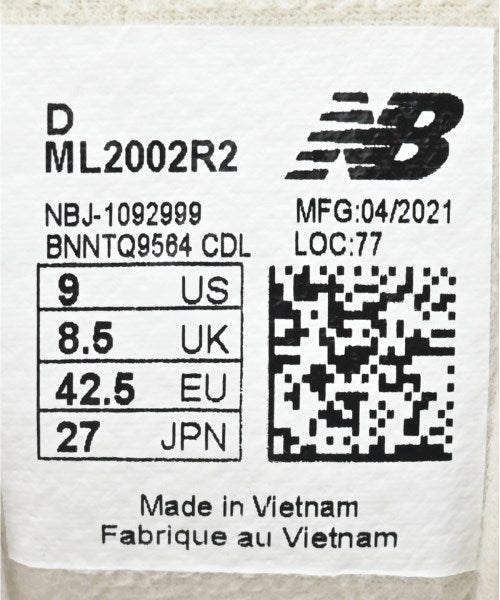 D
ML2002R2
NB
NBJ-1092999
MFG:04/2021
BNNTQ9564 CDL
LOC:77
9 US
8.5 UK
42.5 EU
27 JPN
Made in Vietnam
Fabrique au Vietnam